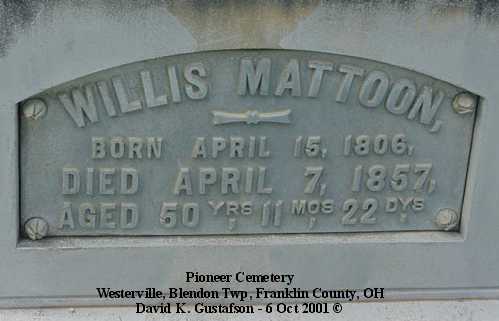 WILLIS MATTOON,
BORN APRIL 15, 1806,
DIED APRIL 7, 1857,
AGED 50 YRS, 11 MOS 22 DYS
Pioneer Cemetery
Westerville, Blendon Twp, Franklin County, OH
David K. Gustafson - 6 Oct 2001 ©